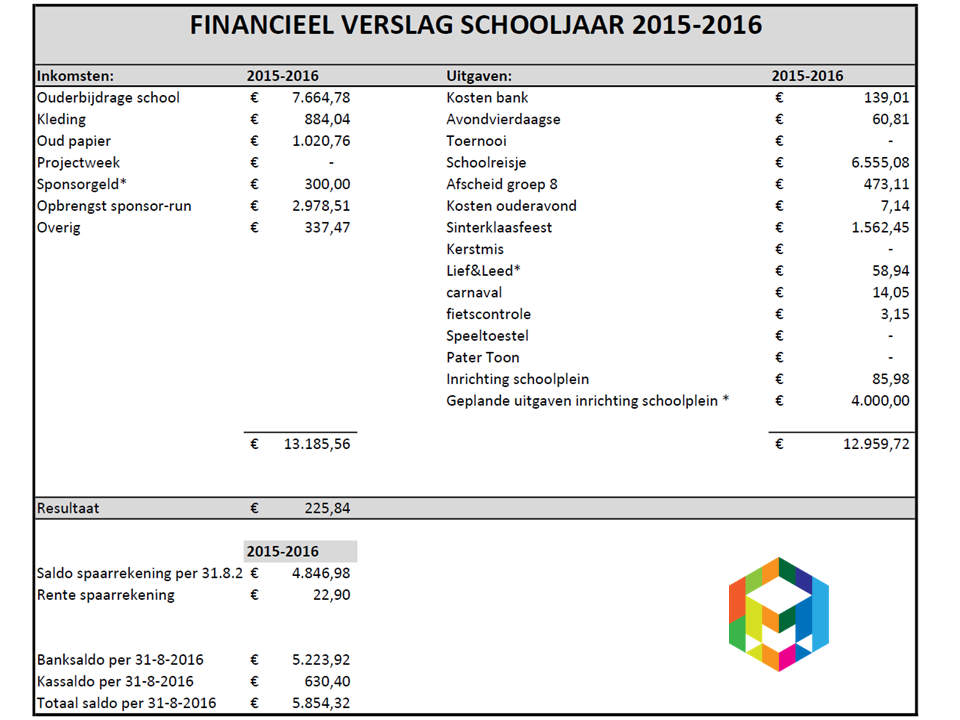 FINANCIEEL VERSLAG SCHOOLJAAR 2015-2016
Inkomsten: 2015-2016 Uitgaven: 2015-2016
Ouderbijdrage school € 7.664,78 Kosten bank € 139,01
Kleding € 884,04 Avondvierdaagse € 60,81
Oud papier € 1.020,76 Toernooi € -
Projectweek € - Schoolreisje € 6.555,08
Sponsorgeld* € 300,00 Afscheid groep 8 € 473,11
Opbrengst sponsor-run € 2.978,51 Kosten ouderavond € 7,14
Overig € 337,47 Sinterklaasfeest € 1.562,45
Kerstmis € -
Lief&Leed* € 58,94
carnaval € 14,05
fietscontrole € 3,15
Speeltoestel € -
Pater Toon € -
Inrichting schoolplein € 85,98
Geplande uitgaven inrichting schoolplein * € 4.000,00
€ 13.185,56 € 12.959,72
Resultaat € 225,84
2015-2016
Saldo spaarrekening per 31.8.2 € 4.846,98
Rente spaarrekening € 22,90
Banksaldo per 31-8-2016 € 5.223,92
Kassaldo per 31-8-2016 € 630,40
Totaal saldo per 31-8-2016 € 5.854,32